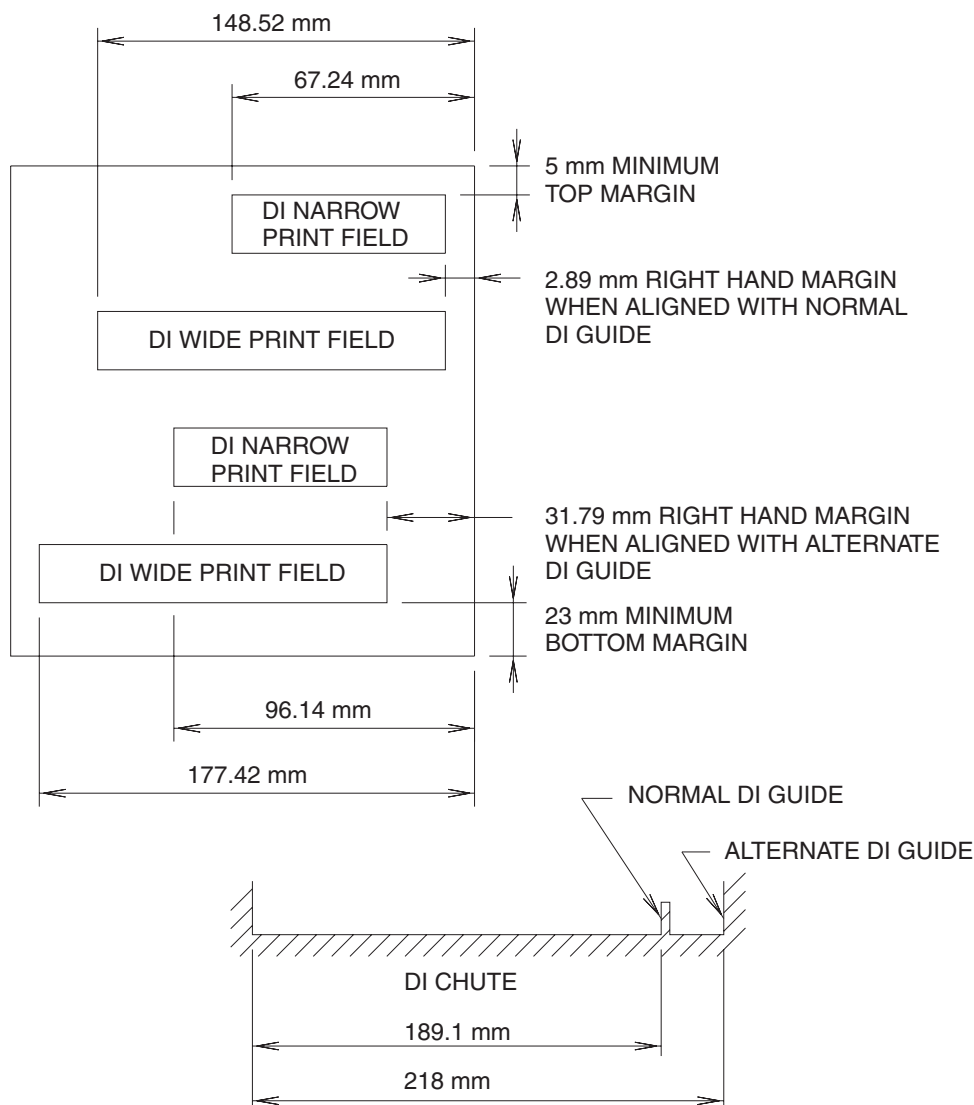 148.52 mm
67.24 mm
5 mm MINIMUM
TOP MARGIN
DI NARROW
PRINT FIELD
2.89 mm RIGHT HAND MARGIN
WHEN ALIGNED WITH NORMAL
DI GUIDE
DI WIDE PRINT FIELD
DI NARROW
PRINT FIELD
31.79 mm RIGHT HAND MARGIN
WHEN ALIGNED WITH ALTERNATE
DI GUIDE
DI WIDE PRINT FIELD
23 mm MINIMUM
BOTTOM MARGIN
96.14 mm
177.42 mm
NORMAL DI GUIDE
ALTERNATE DI GUIDE
DI CHUTE
189.1 mm
218 mm